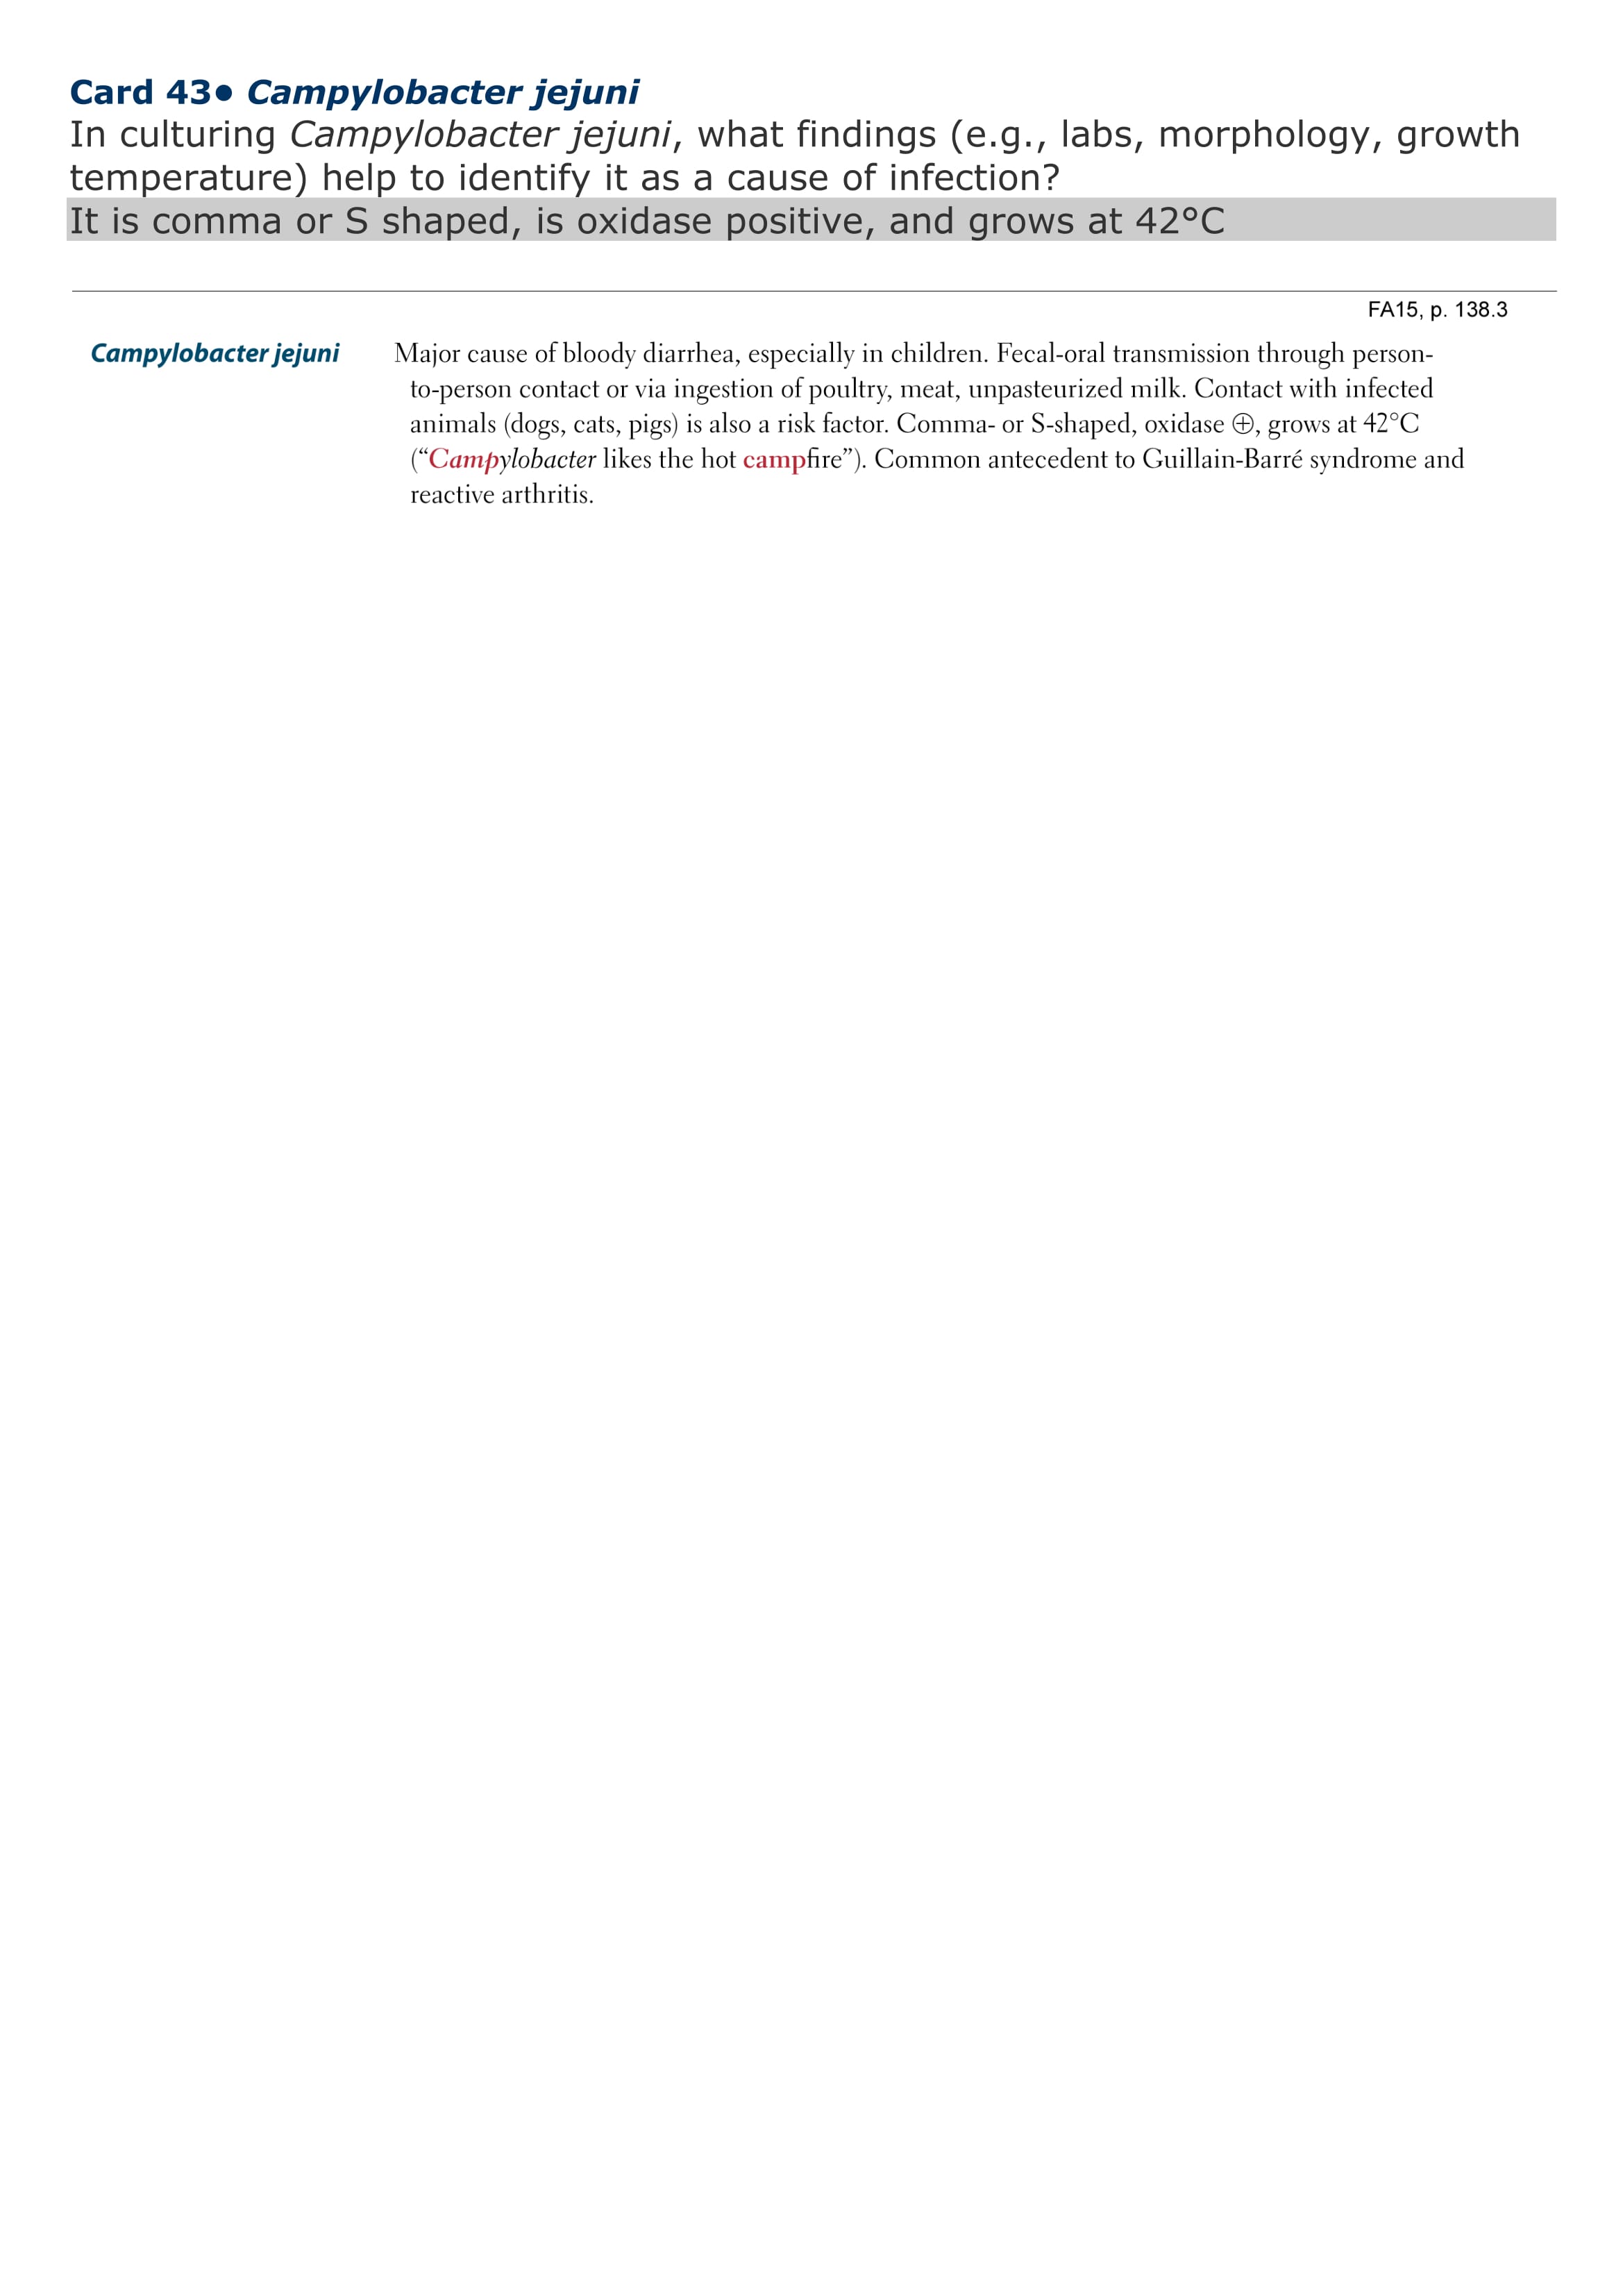 Card 43• Campylobacter jejuni
In culturing Campylobacter jejuni, what findings (e.g., labs, morphology, growth
temperature) help to identify it as a cause of infection?
It is comma or S shaped, is oxidase positive, and grows at 42°C
FA15, p. 138.3
Campylobacter jejuni
Major cause of bloody diarrhea, especially in children. Fecal-oral transmission through person-
to-person contact or via ingestion of poultry, meat, unpasteurized milk. Contact with infected
animals (dogs, cats, pigs) is also a risk factor. Comma- or S-shaped, oxidase ⊕, grows at 42°C
(“Campylobacter likes the hot campfire”). Common antecedent to Guillain-Barré syndrome and
reactive arthritis.